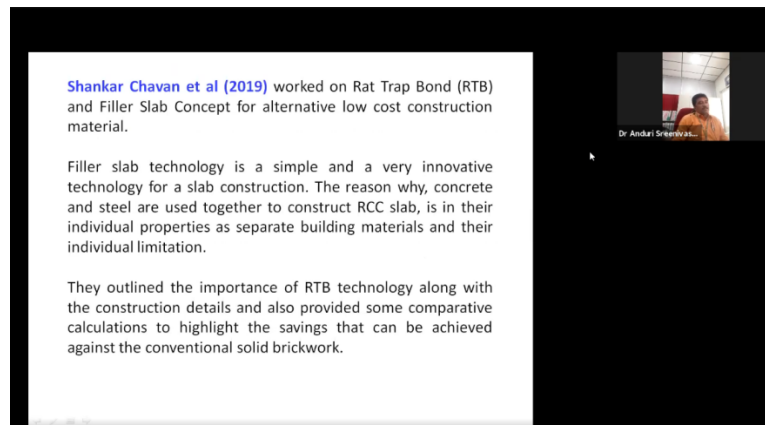 Shankar Chavan et al (2019) worked on Rat Trap Bond (RTB)
and Filler Slab Concept for alternative low cost construction
material.
Filler slab technology is a simple and a very innovative
technology for a slab construction. The reason why, concrete
and steel are used together to construct RCC slab, is in their
individual properties as separate building materials and their
individual limitation.
They outlined the importance of RTB technology along with
the construction details and also provided some comparative
calculations to highlight the savings that can be achieved
against the conventional solid brickwork.
Dr Anduri Sreenivas...